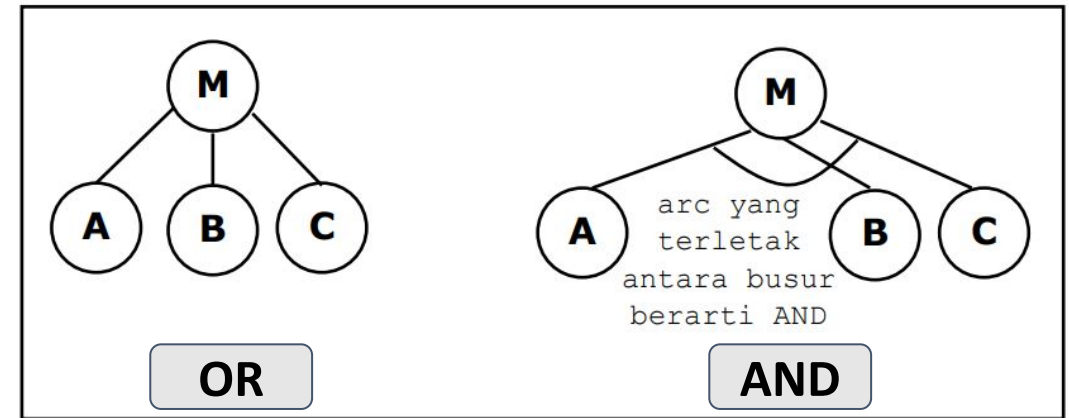 M
A
B
C
OR
M
A
arc yang
terletak
antara busur
berarti AND
B
C
AND